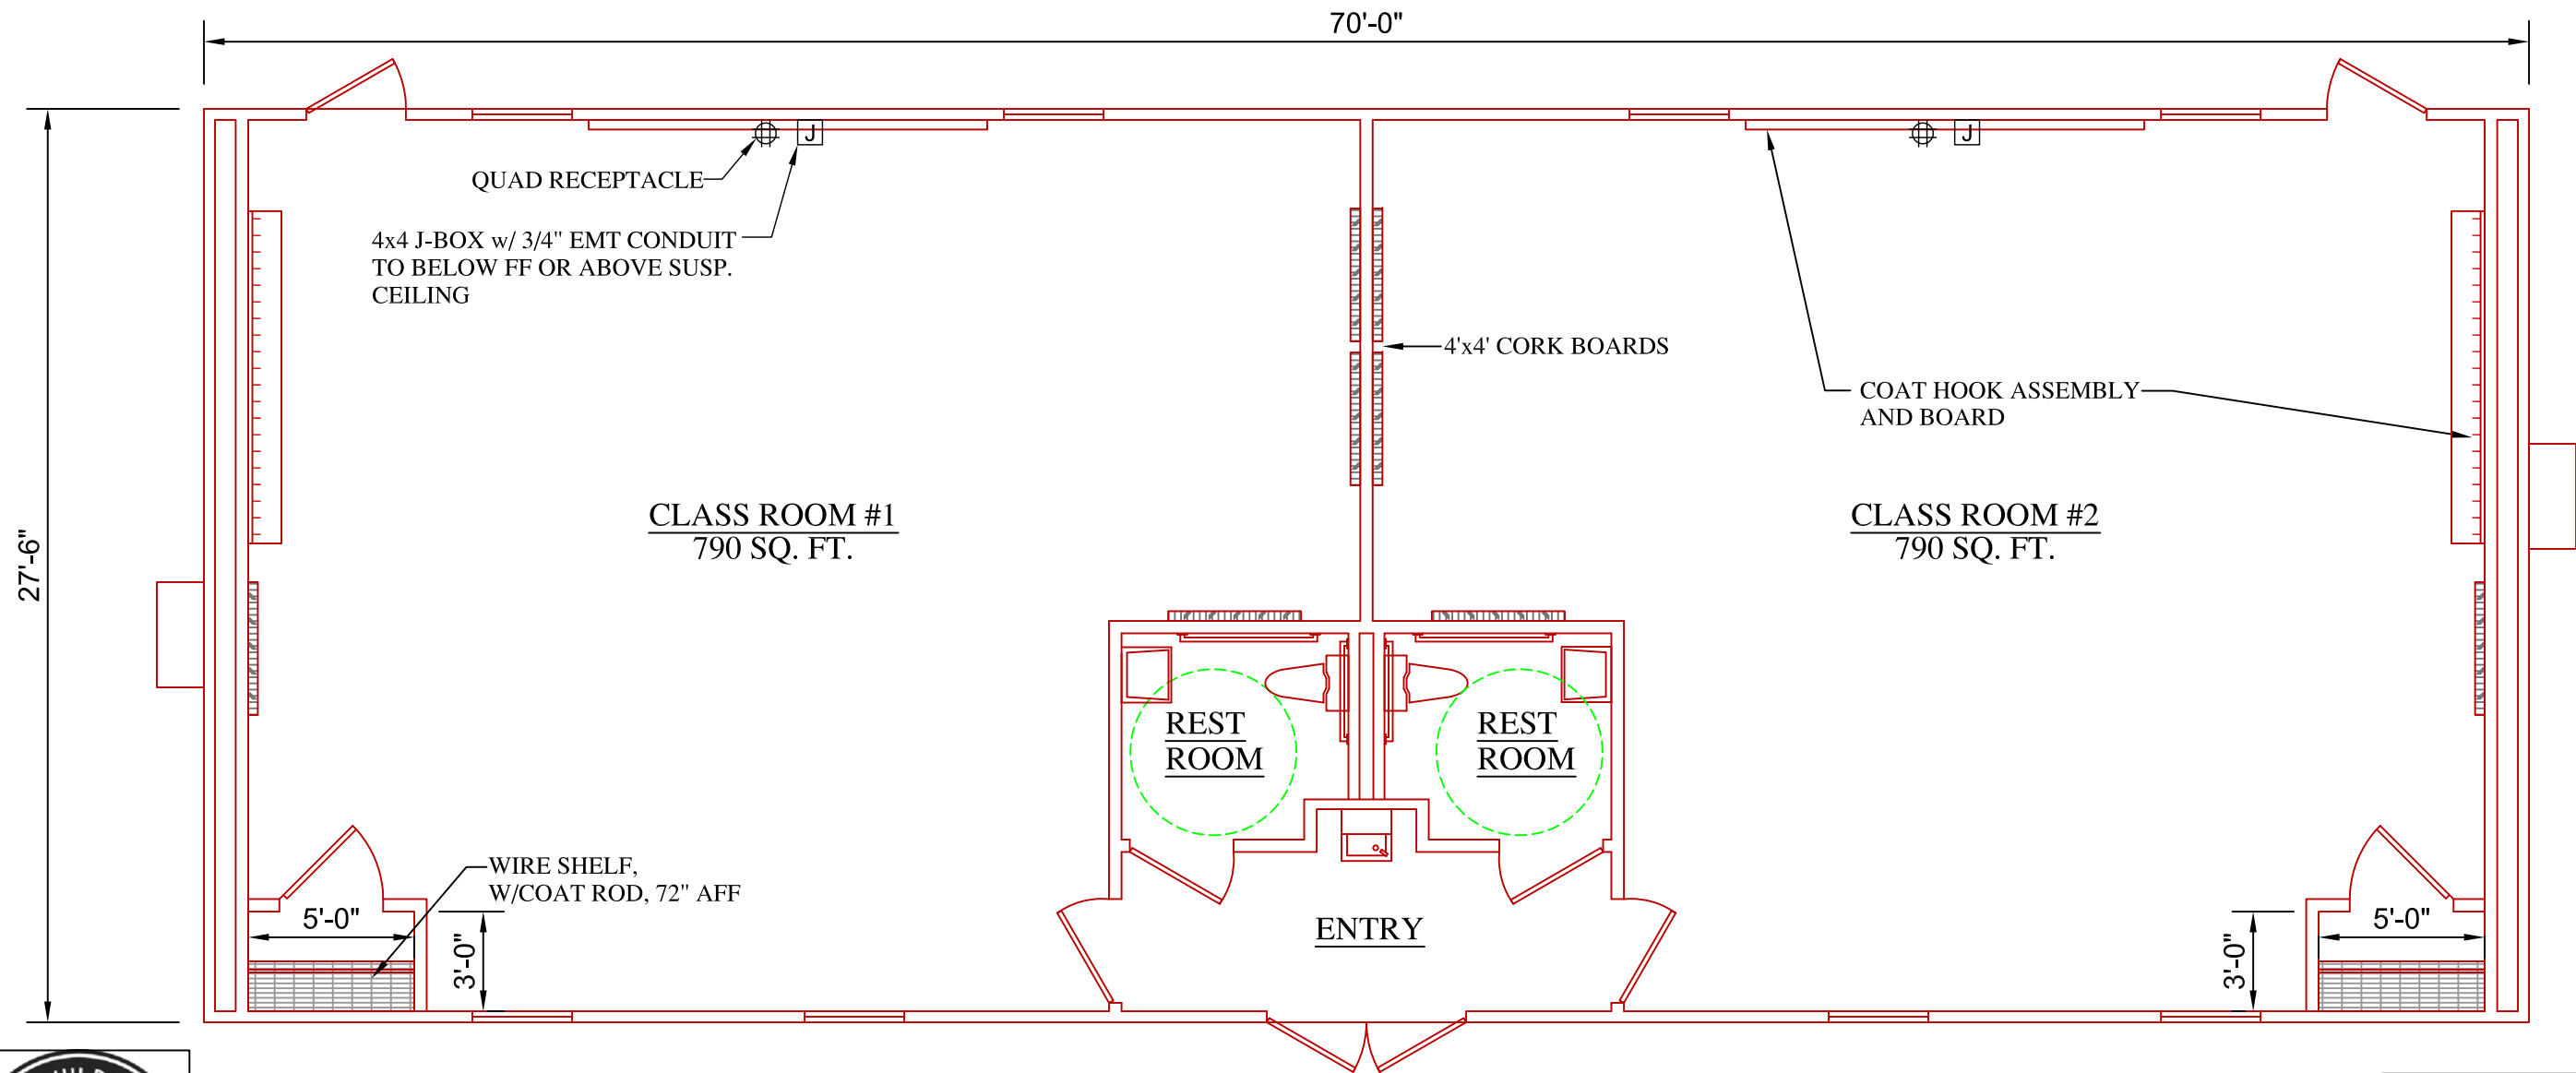 70'-0"
QUAD RECEPTACLE
J
J
4x4 J-BOX w/ 3/4" EMT CONDUIT
TO BELOW FF OR ABOVE SUSP.
CEILING
4'x4' CORK BOARDS
COAT HOOK ASSEMBLY
AND BOARD
27'-6"
CLASS ROOM #1
790 SQ. FT.
CLASS ROOM #2
790 SQ. FT.
REST
ROOM
REST
ROOM
WIRE SHELF,
W/COAT ROD, 72" AFF
5'-0"
3'-0"
ENTRY
3'-0"
5'-0"